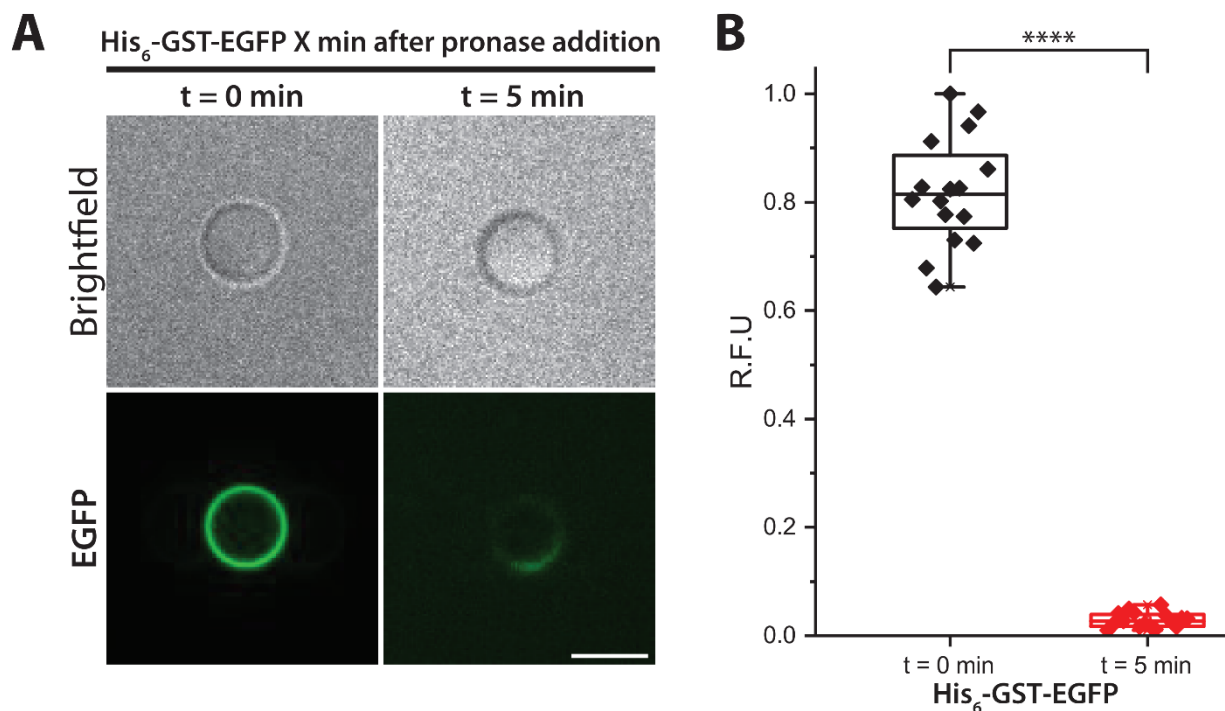 A
His₆-GST-EGFP X min after pronase addition
t = 0 min
t = 5 min
Brightfield
EGFP
B
****
R.F.U
1.0
0.8
0.6
0.4
0.2
0.0
t = 0 min
t = 5 min
His₆-GST-EGFP